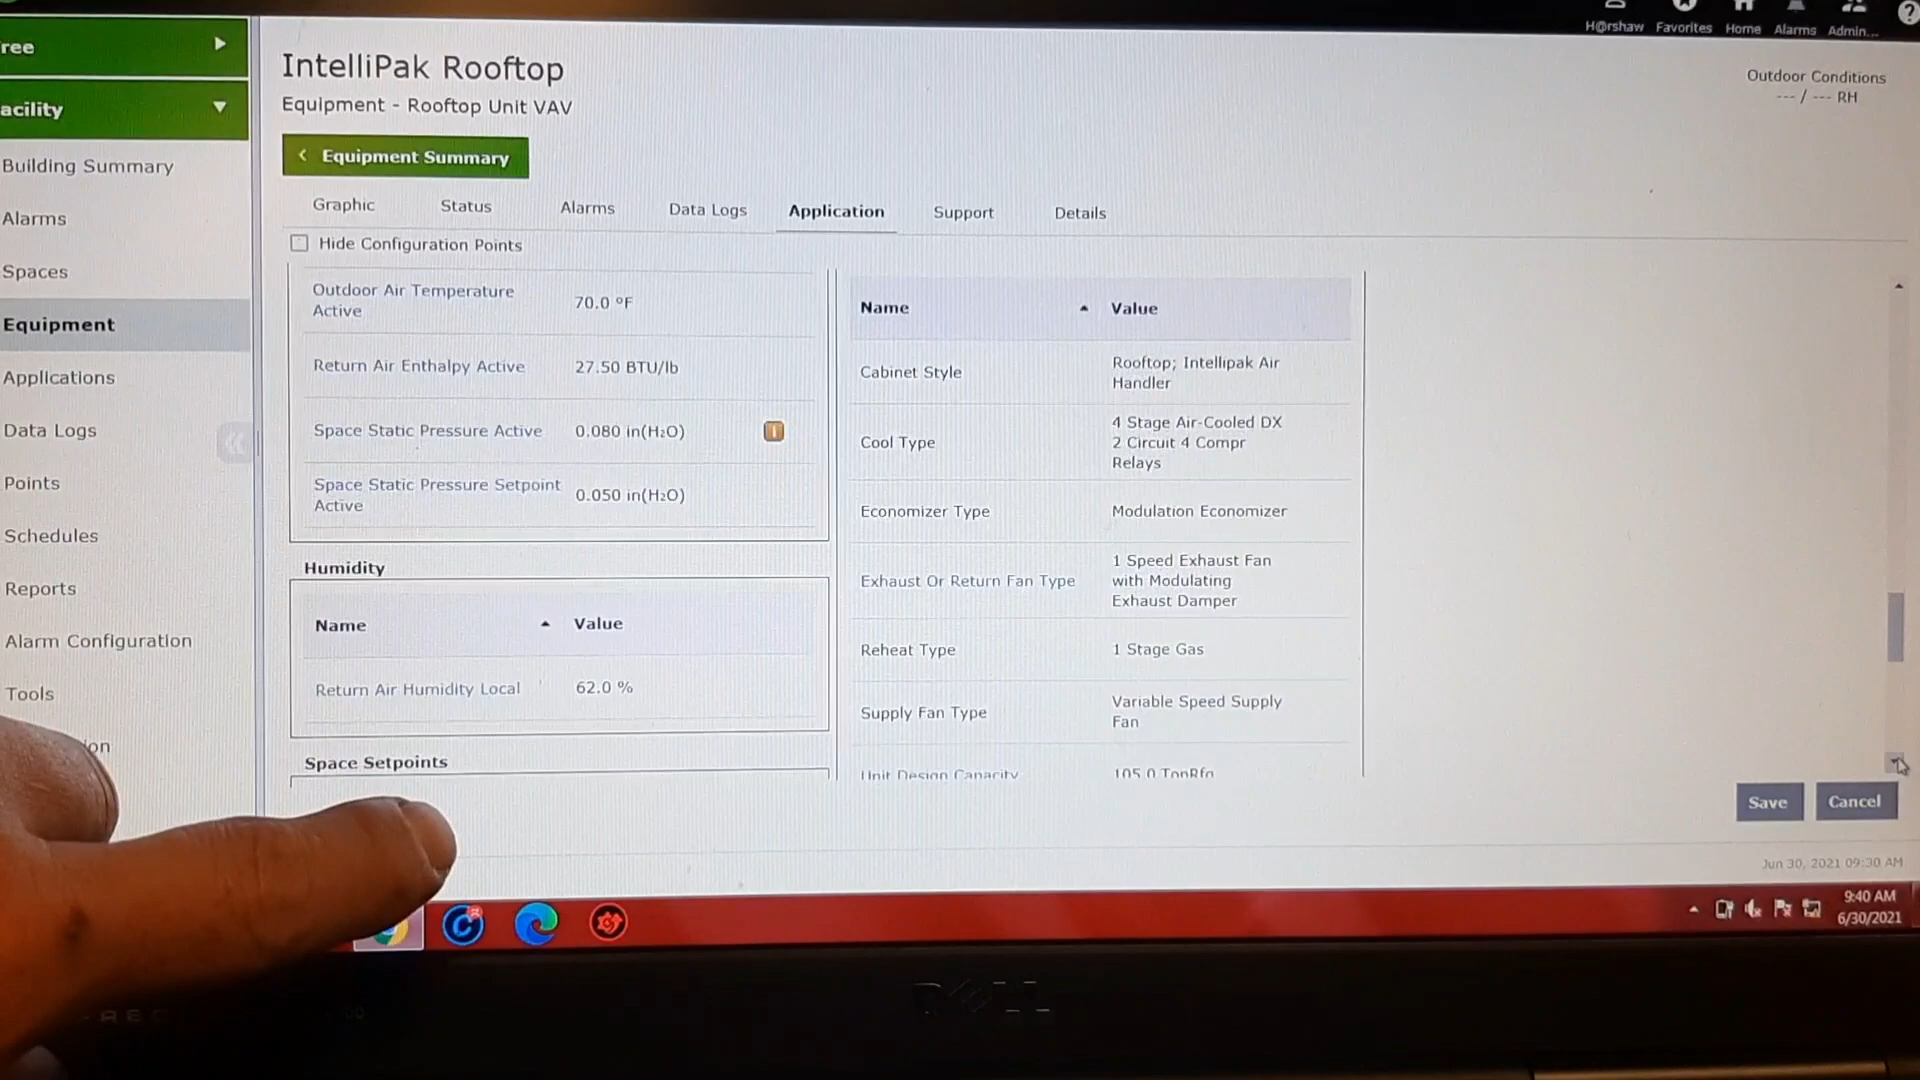 H@rshaw Favorites Home Alarms Admin... ?
ree
acility
Building Summary
Alarms
Spaces
Equipment
Applications
Data Logs
Points
Schedules
Reports
Alarm Configuration
Tools
on
IntelliPak Rooftop
Equipment - Rooftop Unit VAV
Outdoor Conditions
--- / --- RH
Equipment Summary
Graphic Status Alarms Data Logs Application Support Details
Hide Configuration Points
Outdoor Air Temperature
Active
70.0 °F
Return Air Enthalpy Active 27.50 BTU/lb
Space Static Pressure Active 0.080 in(H₂O)
Space Static Pressure Setpoint
Active
0.050 in(H₂O)
Humidity
Name Value
Return Air Humidity Local 62.0 %
Space Setpoints
Name Value
Cabinet Style
Rooftop; Intellipak Air
Handler
Cool Type
4 Stage Air-Cooled DX
2 Circuit 4 Compr
Relays
Economizer Type Modulation Economizer
Exhaust Or Return Fan Type
1 Speed Exhaust Fan
with Modulating
Exhaust Damper
Reheat Type 1 Stage Gas
Supply Fan Type
Variable Speed Supply
Fan
Unit Design Capacity 105.0 TonRfg
Save Cancel
Jun 30, 2021 09:30 AM
9:40 AM
6/30/2021
DELL